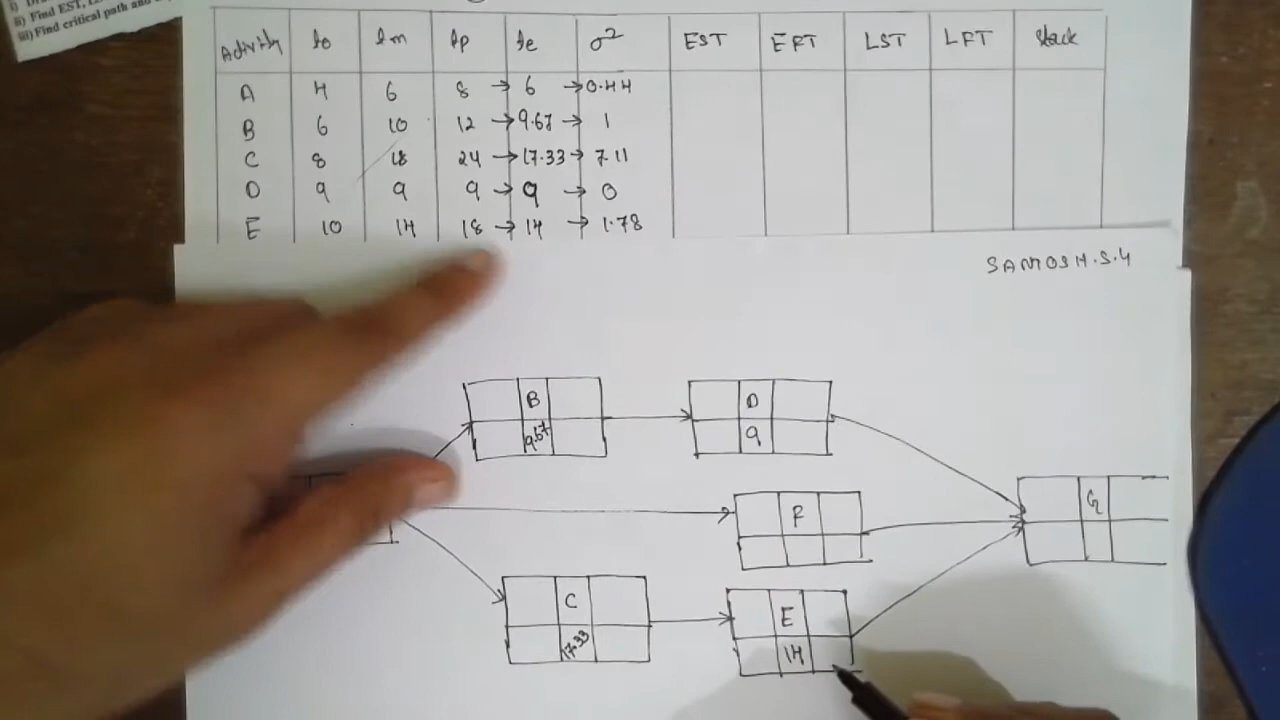 ii) Find EST, L
iii) Find critical path and
Activity to tm tp te σ² EST EFT LST LFT Slack
A 4 6 8 → 6 → 0.44
B 6 10 12 → 9.67 → 1
C 8 18 24 → 17.33 → 7.11
D 9 9 9 → 9 → 0
E 10 14 18 → 14 → 1.78
SANTOSH.S.Y
B
9.67
D
9
F
G
C
17.33
E
14